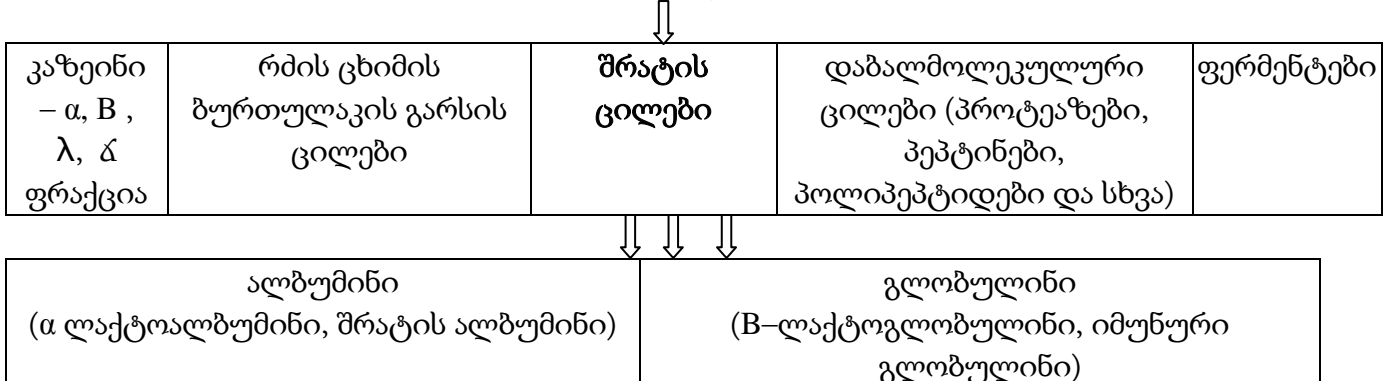 კაზეინი
– α, B ,
λ, ઠ
ფრაქცია
რძის ცხიმის
ბურთულაკის გარსის
ცილები
შრატის
ცილები
დაბალმოლეკულური
ცილები (პროტეაზები,
პეპტინები,
პოლიპეპტიდები და სხვა)
ფერმენტები
ალბუმინი
(α ლაქტოალბუმინი, შრატის ალბუმინი)
გლობულინი
(B–ლაქტოგლობულინი, იმუნური
გლობულინი)